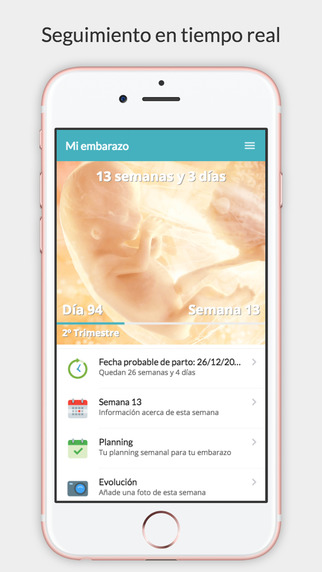 Seguimiento en tiempo real
Mi embarazo
13 semanas y 3 días
Día 94
Semana 13
2º Trimestre
Fecha probable de parto: 26/12/20...
Quedan 26 semanas y 4 días
Semana 13
Información acerca de esta semana
Planning
Tu planning semanal para tu embarazo
Evolución
Añade una foto de esta semana